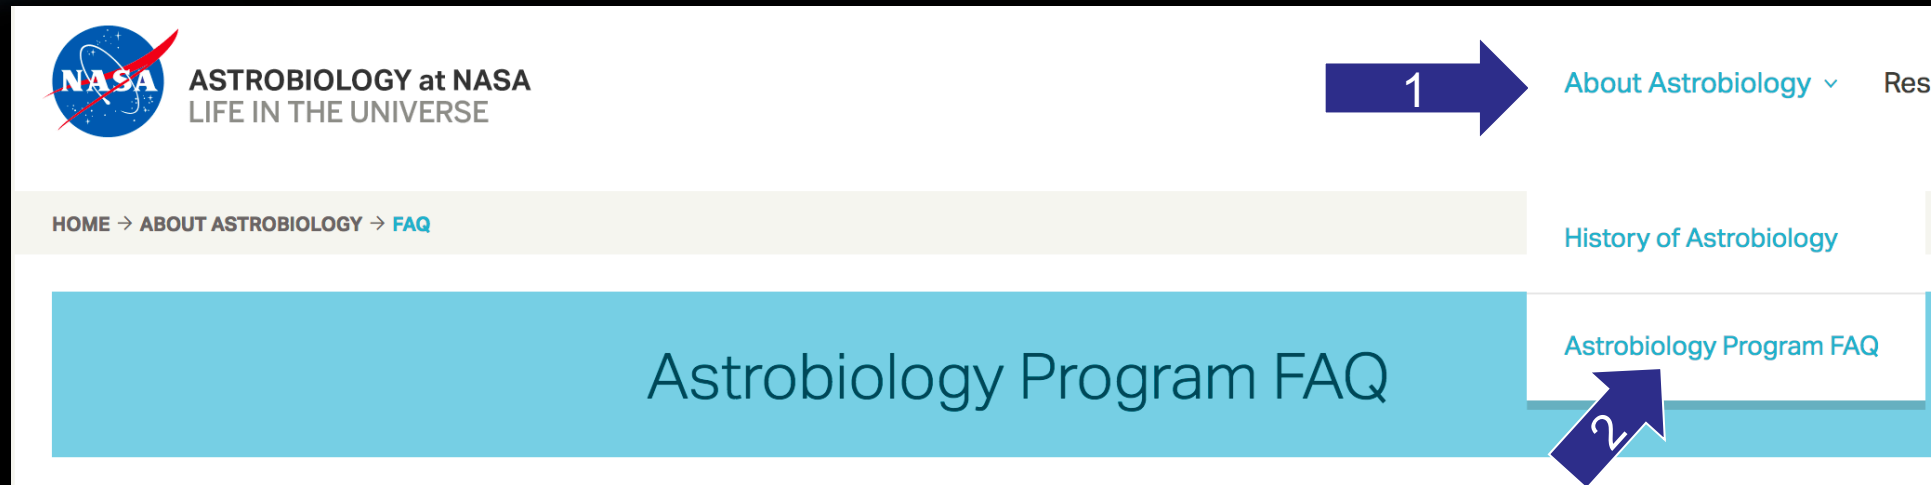 NASA
ASTROBIOLOGY at NASA
LIFE IN THE UNIVERSE
1
About Astrobiology
Res
HOME → ABOUT ASTROBIOLOGY → FAQ
History of Astrobiology
Astrobiology Program FAQ
Astrobiology Program FAQ
2